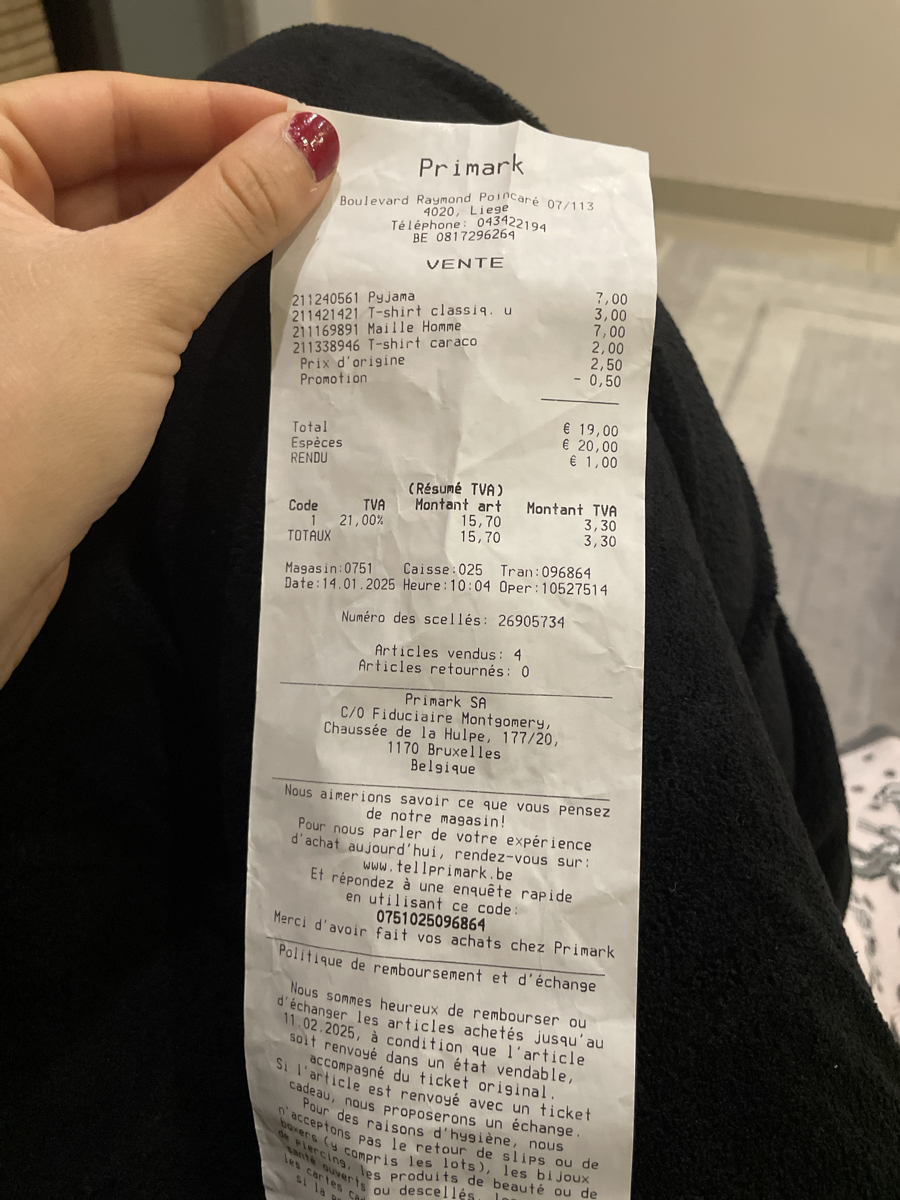 Primark
Boulevard Raymond Poincaré 07/113
4020, Liege
Téléphone: 043422194
BE 0817296264
VENTE
211240561 Pyjama 7,00
211421421 T-shirt classiq. u 3,00
211169891 Maille Homme 7,00
211338946 T-shirt caraco 2,00
Prix d'origine 2,50
Promotion - 0,50
Total € 19,00
Espèces € 20,00
RENDU € 1,00
(Résumé TVA)
Code TVA Montant art Montant TVA
1 21,00% 15,70 3,30
TOTAUX 15,70 3,30
Magasin:0751 Caisse:025 Tran:096864
Date:14.01.2025 Heure:10:04 Oper:10527514
Numéro des scellés: 26905734
Articles vendus: 4
Articles retournés: 0
Primark SA
C/O Fiduciaire Montgomery,
Chaussée de la Hulpe, 177/20,
1170 Bruxelles
Belgique
Nous aimerions savoir ce que vous pensez
de notre magasin!
Pour nous parler de votre expérience
d'achat aujourd'hui, rendez-vous sur:
www.tellprimark.be
Et répondez à une enquête rapide
en utilisant ce code:
0751025096864
Merci d'avoir fait vos achats chez Primark
Politique de remboursement et d'échange
Nous sommes heureux de rembourser ou
d'échanger les articles achetés jusqu'au
11.02.2025, à condition que l'article
soit renvoyé dans un état vendable,
accompagné du ticket original.
Si l'article est renvoyé avec un ticket
cadeau, nous proposerons un échange.
Pour des raisons d'hygiène, nous
n'acceptons pas le retour de slips ou de
boxers (y compris les lots), les bijoux
de piercing, les produits de beauté ou de
santé ouverts ou descellés,
les cartes
si la